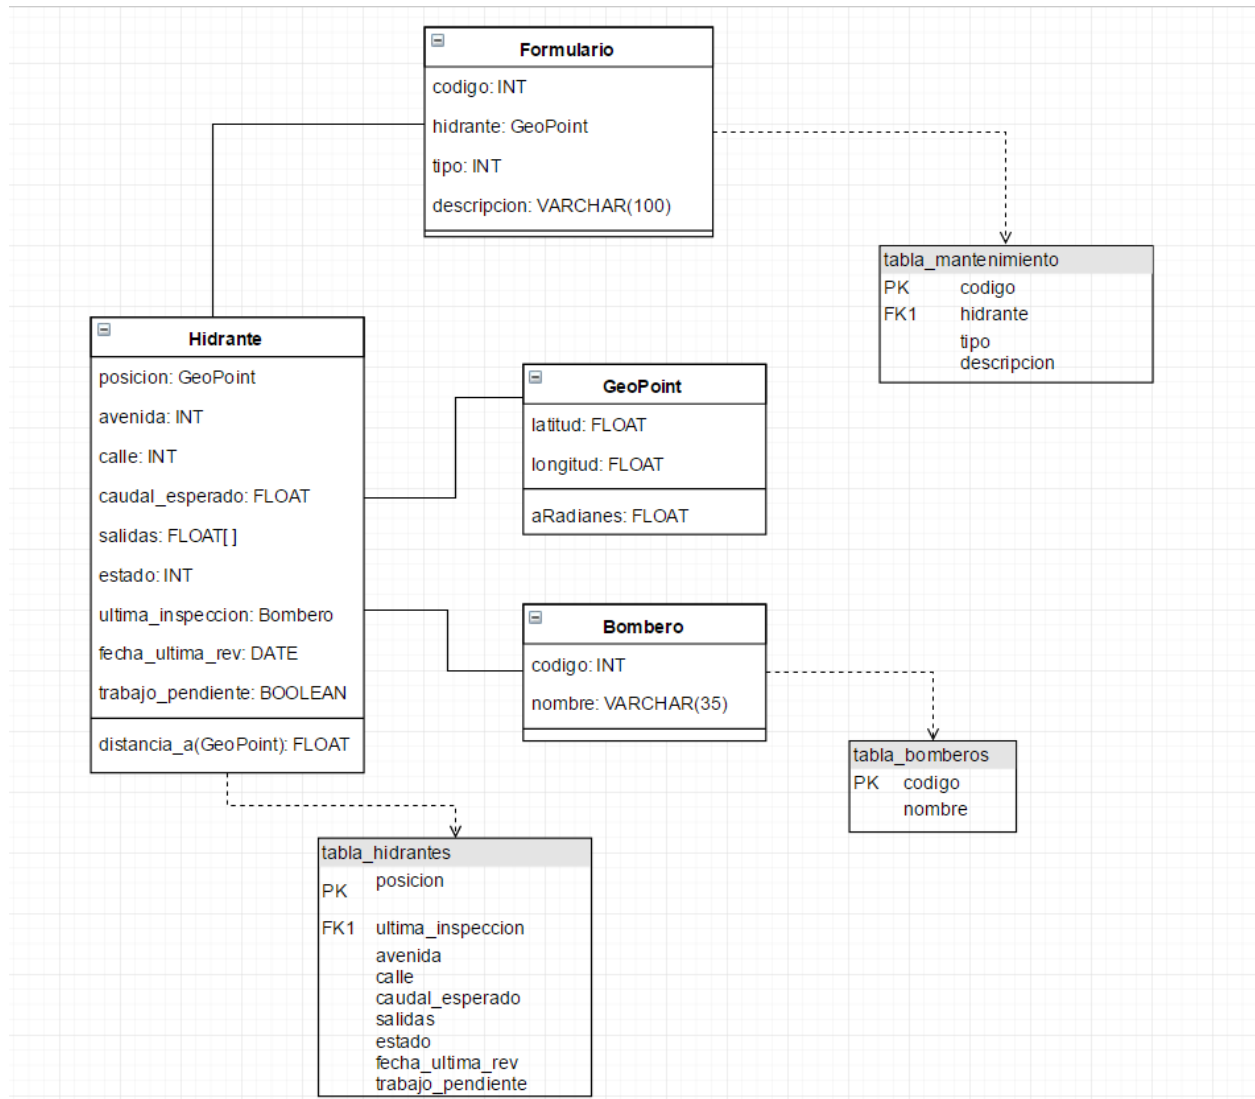 Formulario
codigo: INT
hidrante: GeoPoint
tipo: INT
descripcion: VARCHAR(100)
tabla_mantenimiento
PK codigo
FK1 hidrante
tipo
descripcion
Hidrante
posicion: GeoPoint
avenida: INT
calle: INT
caudal_esperado: FLOAT
salidas: FLOAT[ ]
estado: INT
ultima_inspeccion: Bombero
fecha_ultima_rev: DATE
trabajo_pendiente: BOOLEAN
distancia_a(GeoPoint): FLOAT
GeoPoint
latitud: FLOAT
longitud: FLOAT
aRadianes: FLOAT
Bombero
codigo: INT
nombre: VARCHAR(35)
tabla_bomberos
PK codigo
nombre
tabla_hidrantes
PK posicion
FK1 ultima_inspeccion
avenida
calle
caudal_esperado
salidas
estado
fecha_ultima_rev
trabajo_pendiente